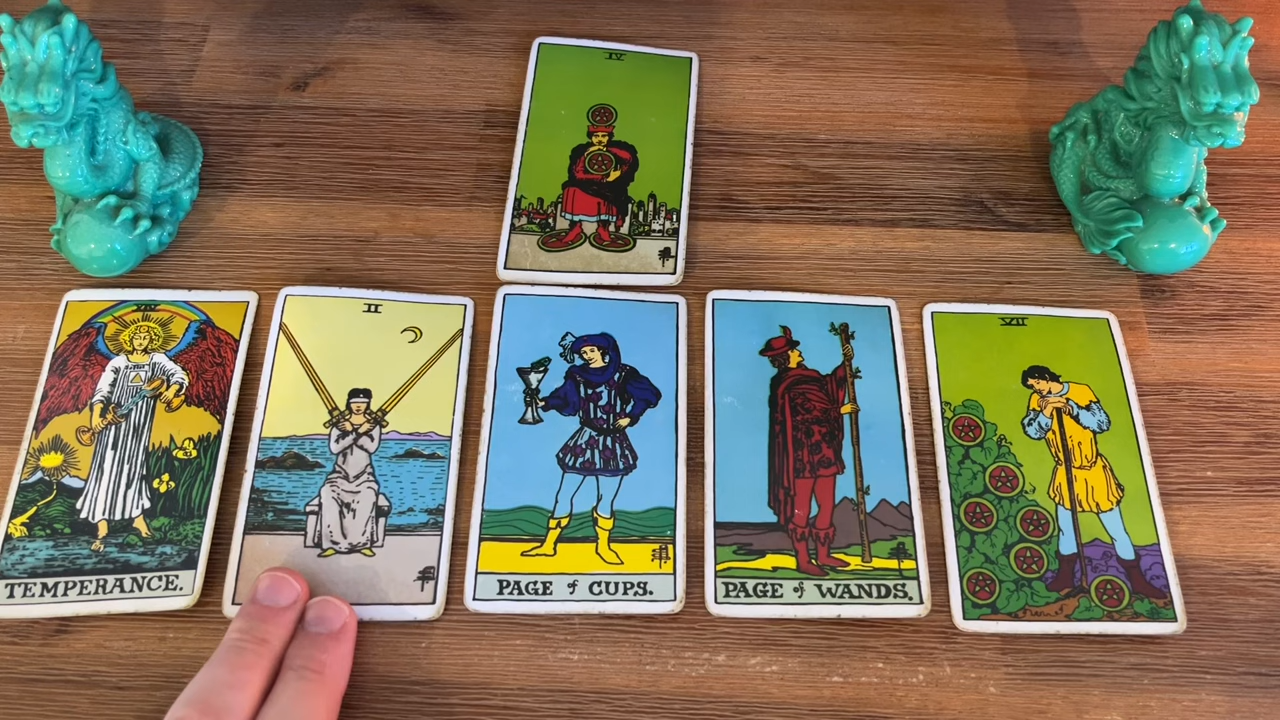 IV
XIV
TEMPERANCE.
II
PAGE of CUPS.
PAGE of WANDS.
VII